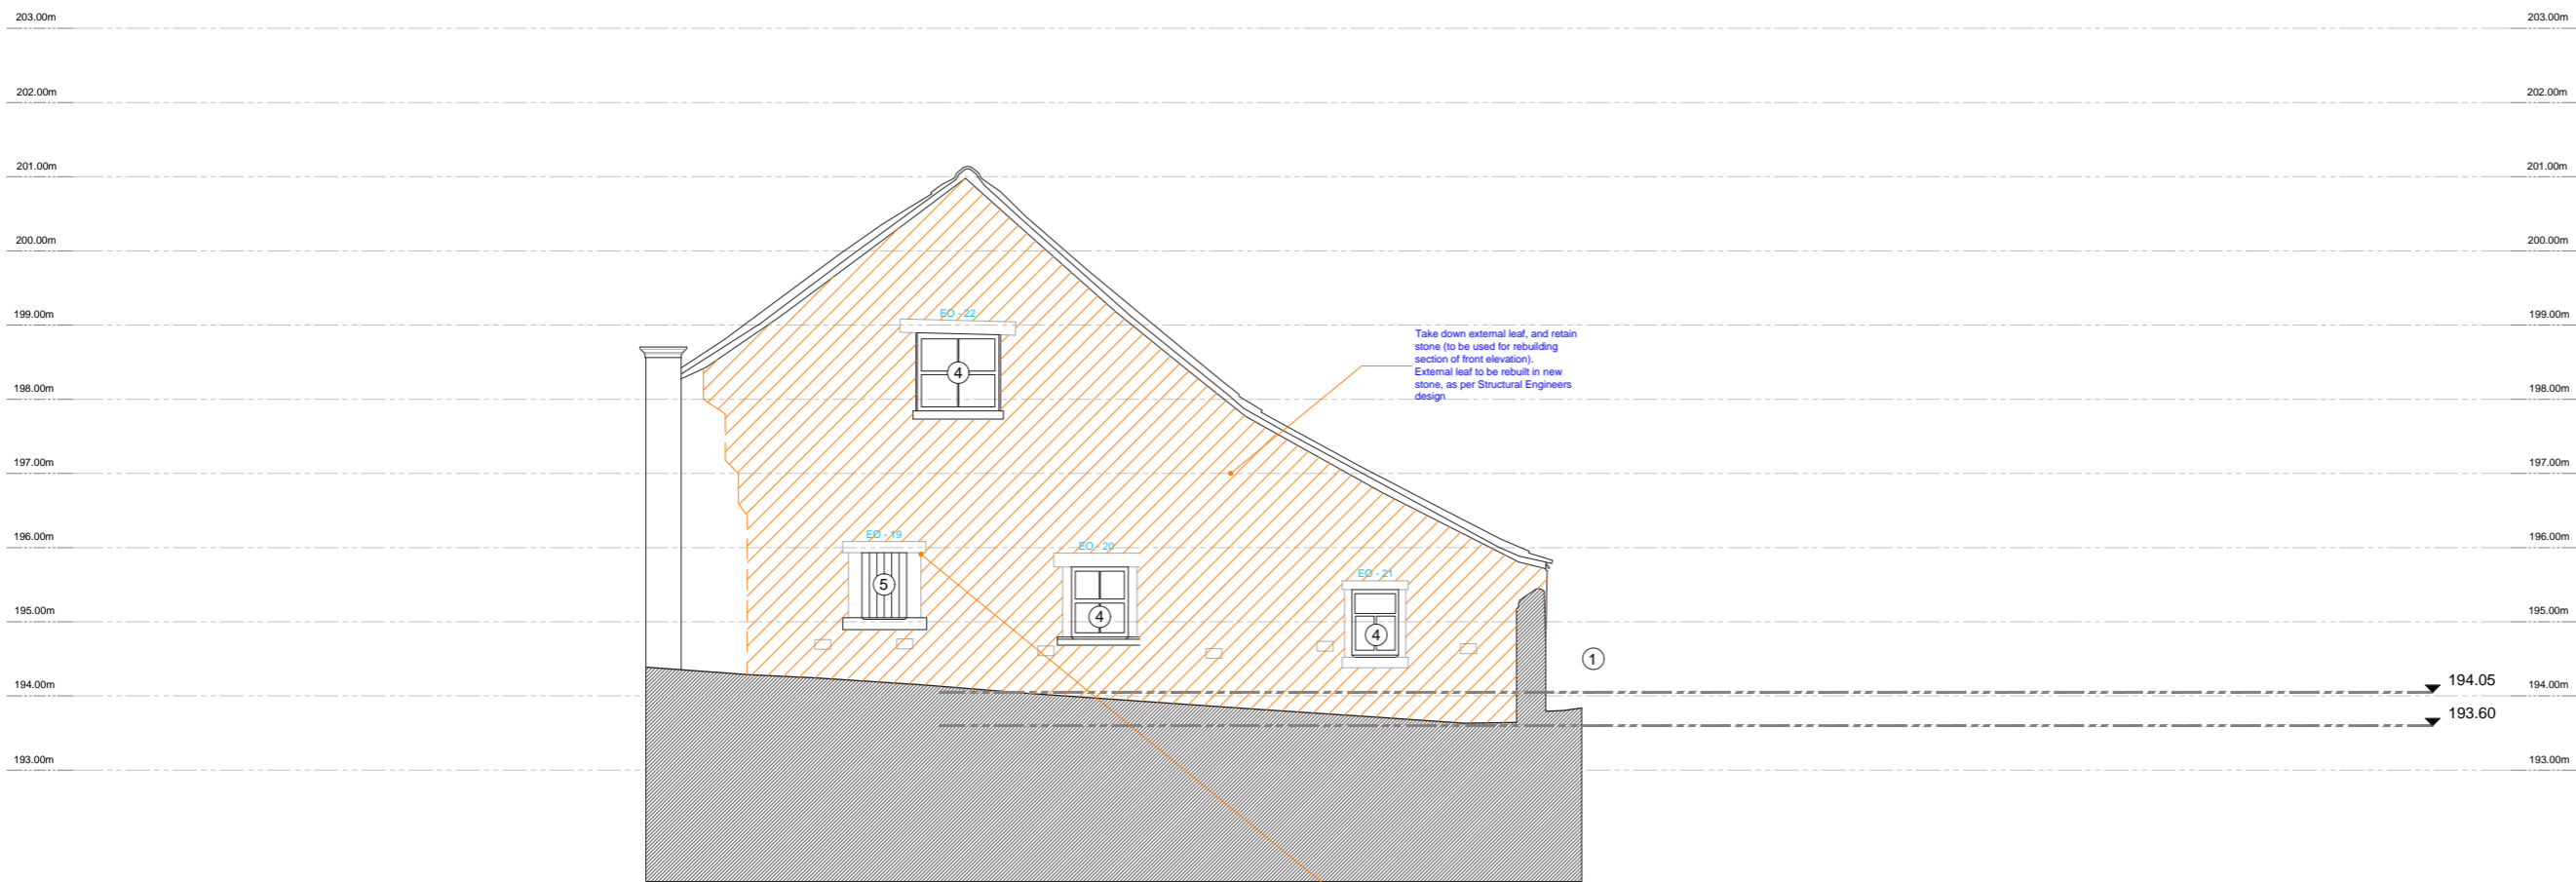 203.00m
203.00m
202.00m
202.00m
201.00m
201.00m
200.00m
200.00m
199.00m
199.00m
EO - 22
4
Take down external leaf, and retain
stone (to be used for rebuilding
section of front elevation).
External leaf to be rebuilt in new
stone, as per Structural Engineers
design
198.00m
198.00m
197.00m
197.00m
196.00m
196.00m
EO - 19
EO - 20
EO - 21
5
4
4
195.00m
195.00m
1
194.05
194.00m
194.00m
193.60
193.00m
193.00m